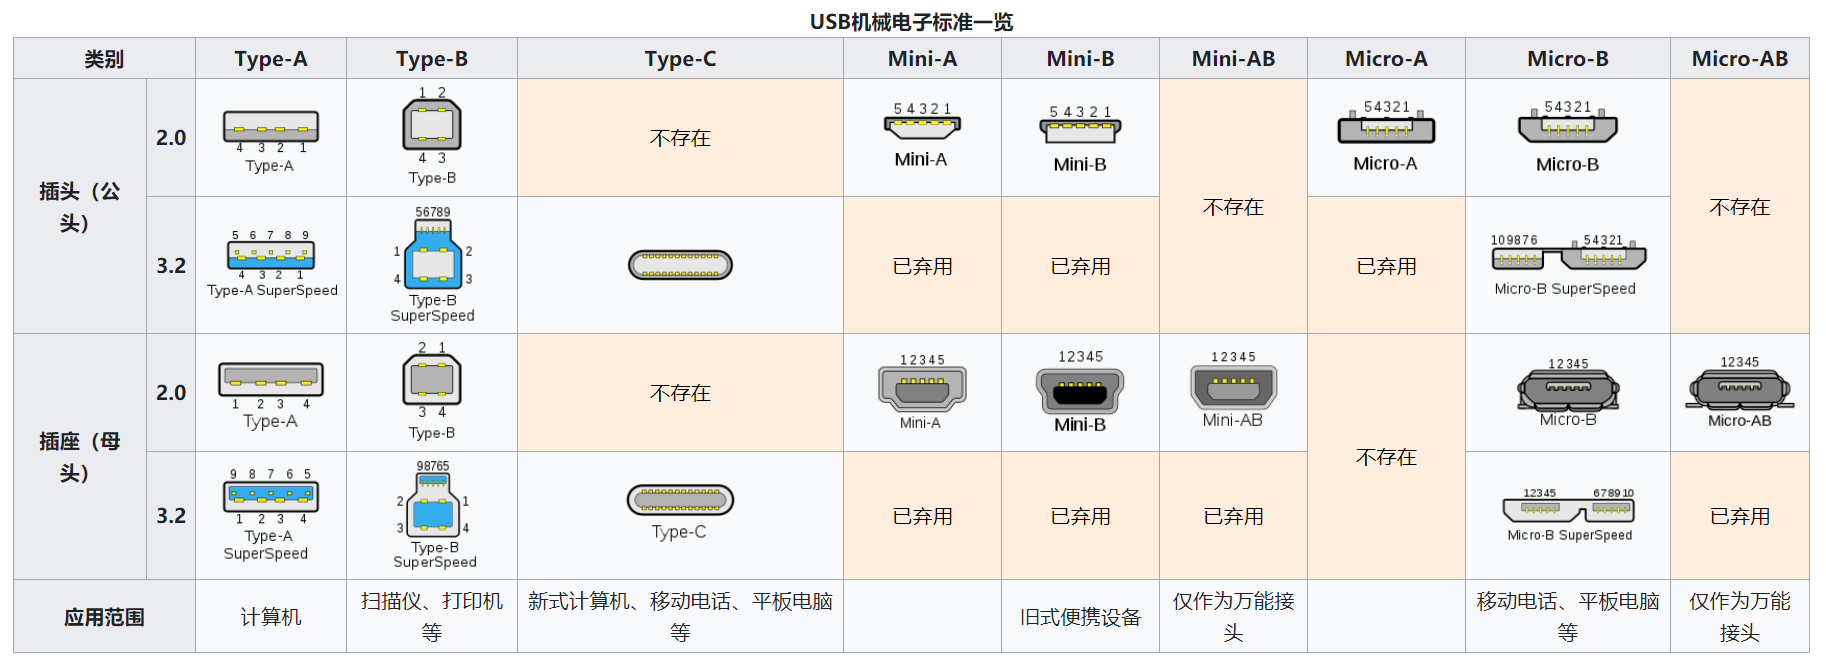 USB机械电子标准一览
类别 Type-A Type-B Type-C Mini-A Mini-B Mini-AB Micro-A Micro-B Micro-AB
插头（公头）
2.0
4 3 2 1
Type-A
1 2
4 3
Type-B
不存在
5 4 3 2 1
Mini-A
5 4 3 2 1
Mini-B
不存在
54321
Micro-A
54321
Micro-B
不存在
3.2
5 6 7 8 9
4 3 2 1
Type-A SuperSpeed
56789
1 2
4 3
Type-B
SuperSpeed
已弃用
已弃用
已弃用
109876 54321
Micro-B SuperSpeed
插座（母头）
2.0
1 2 3 4
Type-A
2 1
3 4
Type-B
不存在
12345
Mini-A
12345
Mini-B
12345
Mini-AB
不存在
12345
Micro-B
12345
Micro-AB
3.2
9 8 7 6 5
1 2 3 4
Type-A
SuperSpeed
98765
2 1
3 4
Type-B
SuperSpeed
Type-C
已弃用
已弃用
已弃用
12345 678910
Micro-B SuperSpeed
已弃用
应用范围
计算机
扫描仪、打印机
等
新式计算机、移动电话、平板电脑
等
旧式便携设备
仅作为万能接
头
移动电话、平板电脑
等
仅作为万能
接头